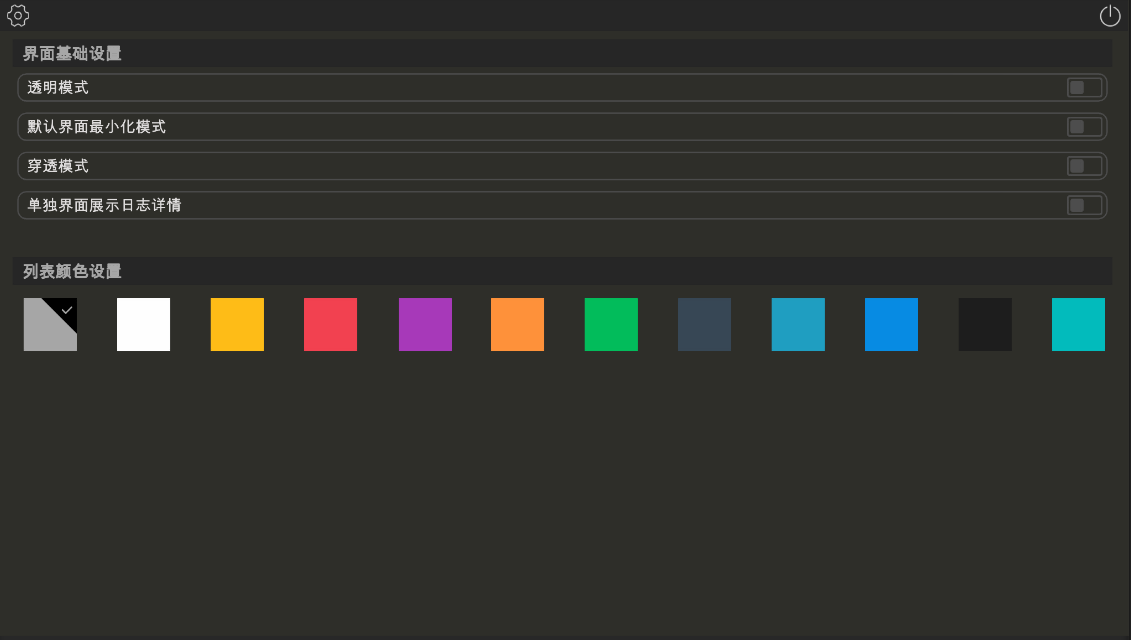 界面基础设置
透明模式
默认界面最小化模式
穿透模式
单独界面展示日志详情
列表颜色设置